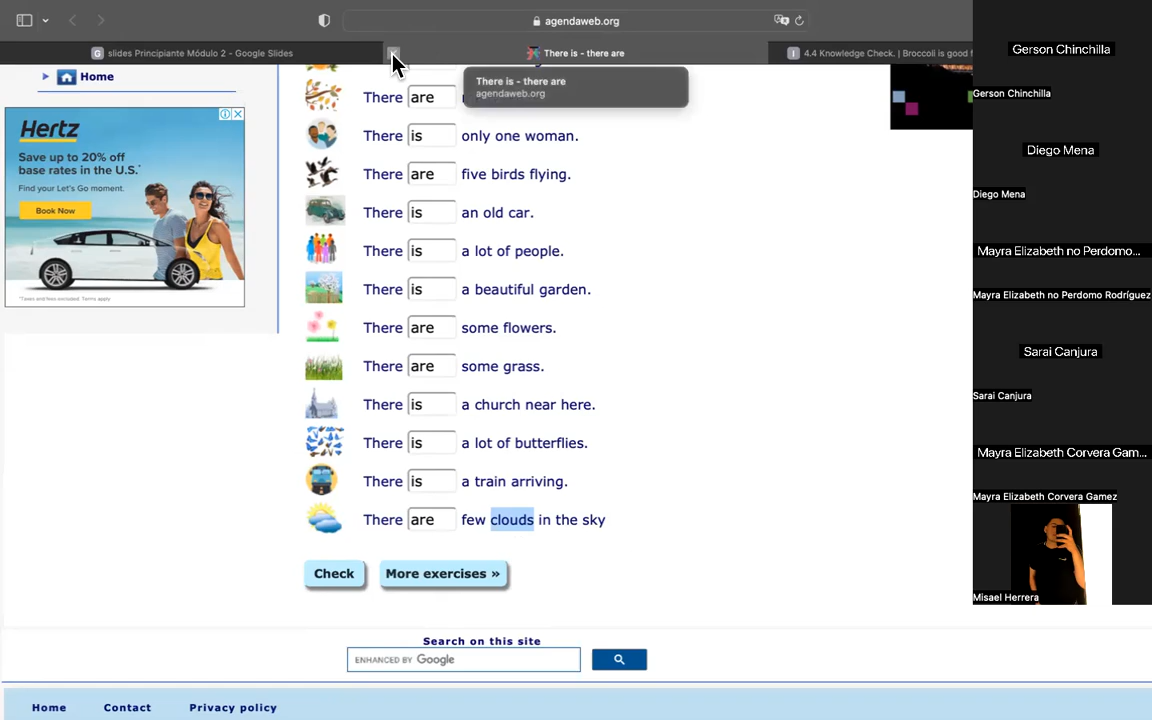 agendaweb.org
slides Principiante Módulo 2 - Google Slides
There is - there are
4.4 Knowledge Check. | Broccoli is good f
There is - there are
agendaweb.org
Home
Hertz
Save up to 20% off
base rates in the U.S.*
Find your Let's Go moment.
Book Now
*Taxes and fees excluded. Terms apply.
There are
There is only one woman.
There are five birds flying.
There is an old car.
There is a lot of people.
There is a beautiful garden.
There are some flowers.
There are some grass.
There is a church near here.
There is a lot of butterflies.
There is a train arriving.
There are few clouds in the sky
Check
More exercises »
Search on this site
ENHANCED BY Google
Home
Contact
Privacy policy
Gerson Chinchilla
Gerson Chinchilla
Diego Mena
Diego Mena
Mayra Elizabeth no Perdomo...
Mayra Elizabeth no Perdomo Rodríguez
Sarai Canjura
Sarai Canjura
Mayra Elizabeth Corvera Gam...
Mayra Elizabeth Corvera Gamez
Misael Herrera